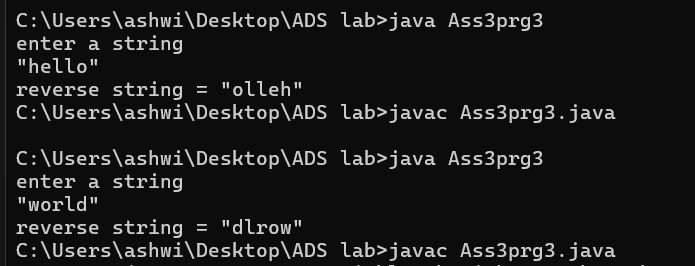 C:\Users\ashwi\Desktop\ADS lab>java Ass3prg3
enter a string
"hello"
reverse string = "olleh"
C:\Users\ashwi\Desktop\ADS lab>javac Ass3prg3.java
C:\Users\ashwi\Desktop\ADS lab>java Ass3prg3
enter a string
"world"
reverse string = "dlrow"
C:\Users\ashwi\Desktop\ADS lab>javac Ass3prg3.java